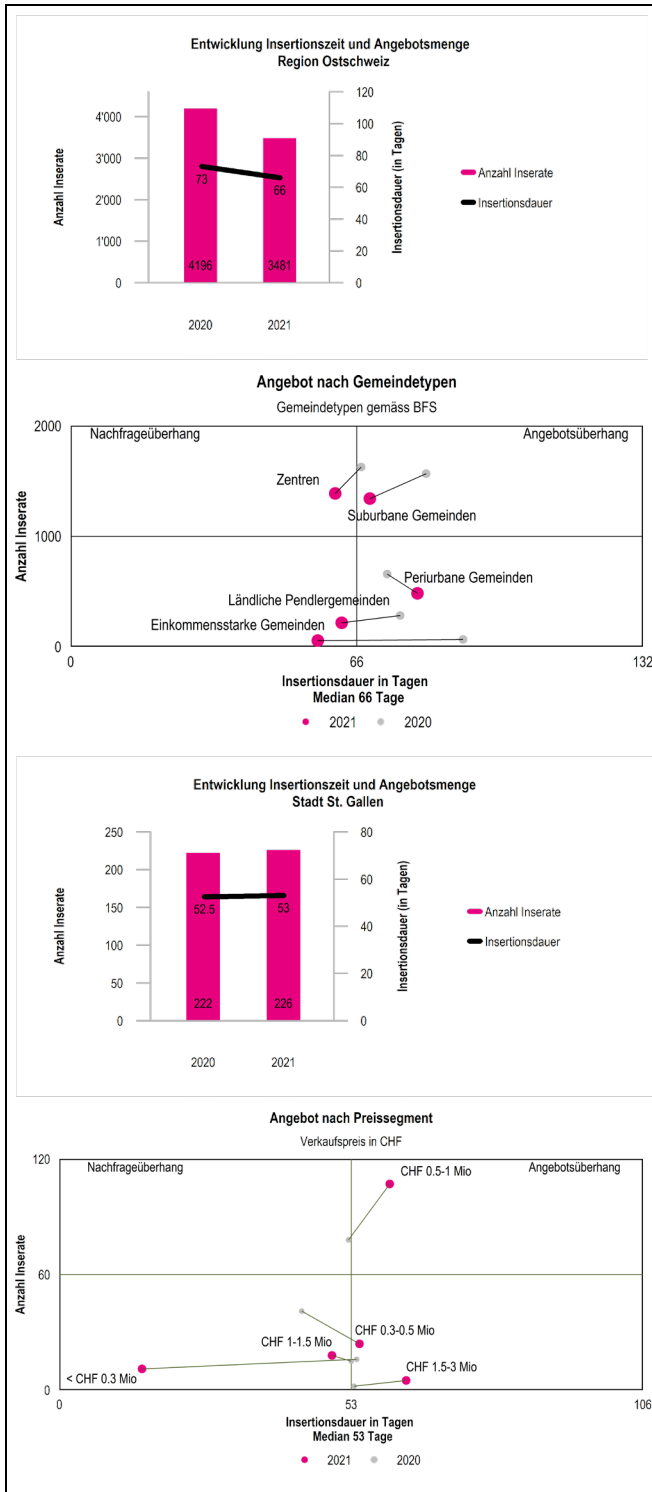 Entwicklung Insertionszeit und Angebotsmenge
Region Ostschweiz
Anzahl Inserate
4'000
3'000
2'000
1'000
0
73
66
4196
3481
2020
2021
120
100
80
60
40
20
0
Insertionsdauer (in Tagen)
Anzahl Inserate
Insertionsdauer
Angebot nach Gemeindetypen
Gemeindetypen gemäss BFS
Anzahl Inserate
2000
1000
0
Nachfrageüberhang
Angebotsüberhang
Zentren
Suburbane Gemeinden
Periurbane Gemeinden
Ländliche Pendlergemeinden
Einkommensstarke Gemeinden
0
66
132
Insertionsdauer in Tagen
Median 66 Tage
2021
2020
Entwicklung Insertionszeit und Angebotsmenge
Stadt St. Gallen
Anzahl Inserate
250
200
150
100
50
0
52.5
53
222
226
2020
2021
80
60
40
20
0
Insertionsdauer (in Tagen)
Anzahl Inserate
Insertionsdauer
Angebot nach Preissegment
Verkaufspreis in CHF
Anzahl Inserate
120
60
0
Nachfrageüberhang
Angebotsüberhang
CHF 0.5-1 Mio
CHF 0.3-0.5 Mio
CHF 1-1.5 Mio
CHF 1.5-3 Mio
< CHF 0.3 Mio
0
53
106
Insertionsdauer in Tagen
Median 53 Tage
2021
2020